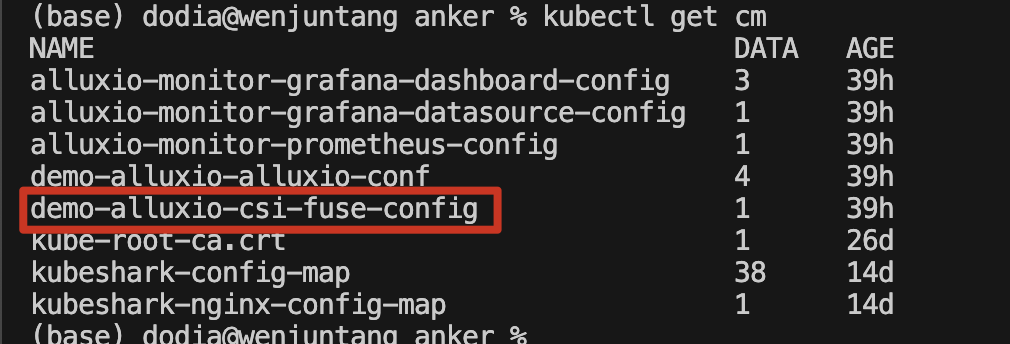 (base) dodia@wenjuntang anker % kubectl get cm
NAME DATA AGE
alluxio-monitor-grafana-dashboard-config 3 39h
alluxio-monitor-grafana-datasource-config 1 39h
alluxio-monitor-prometheus-config 1 39h
demo-alluxio-alluxio-conf 4 39h
demo-alluxio-csi-fuse-config 1 39h
kube-root-ca.crt 1 26d
kubeshark-config-map 38 14d
kubeshark-nginx-config-map 1 14d
(base) dodia@wenjuntang anker %